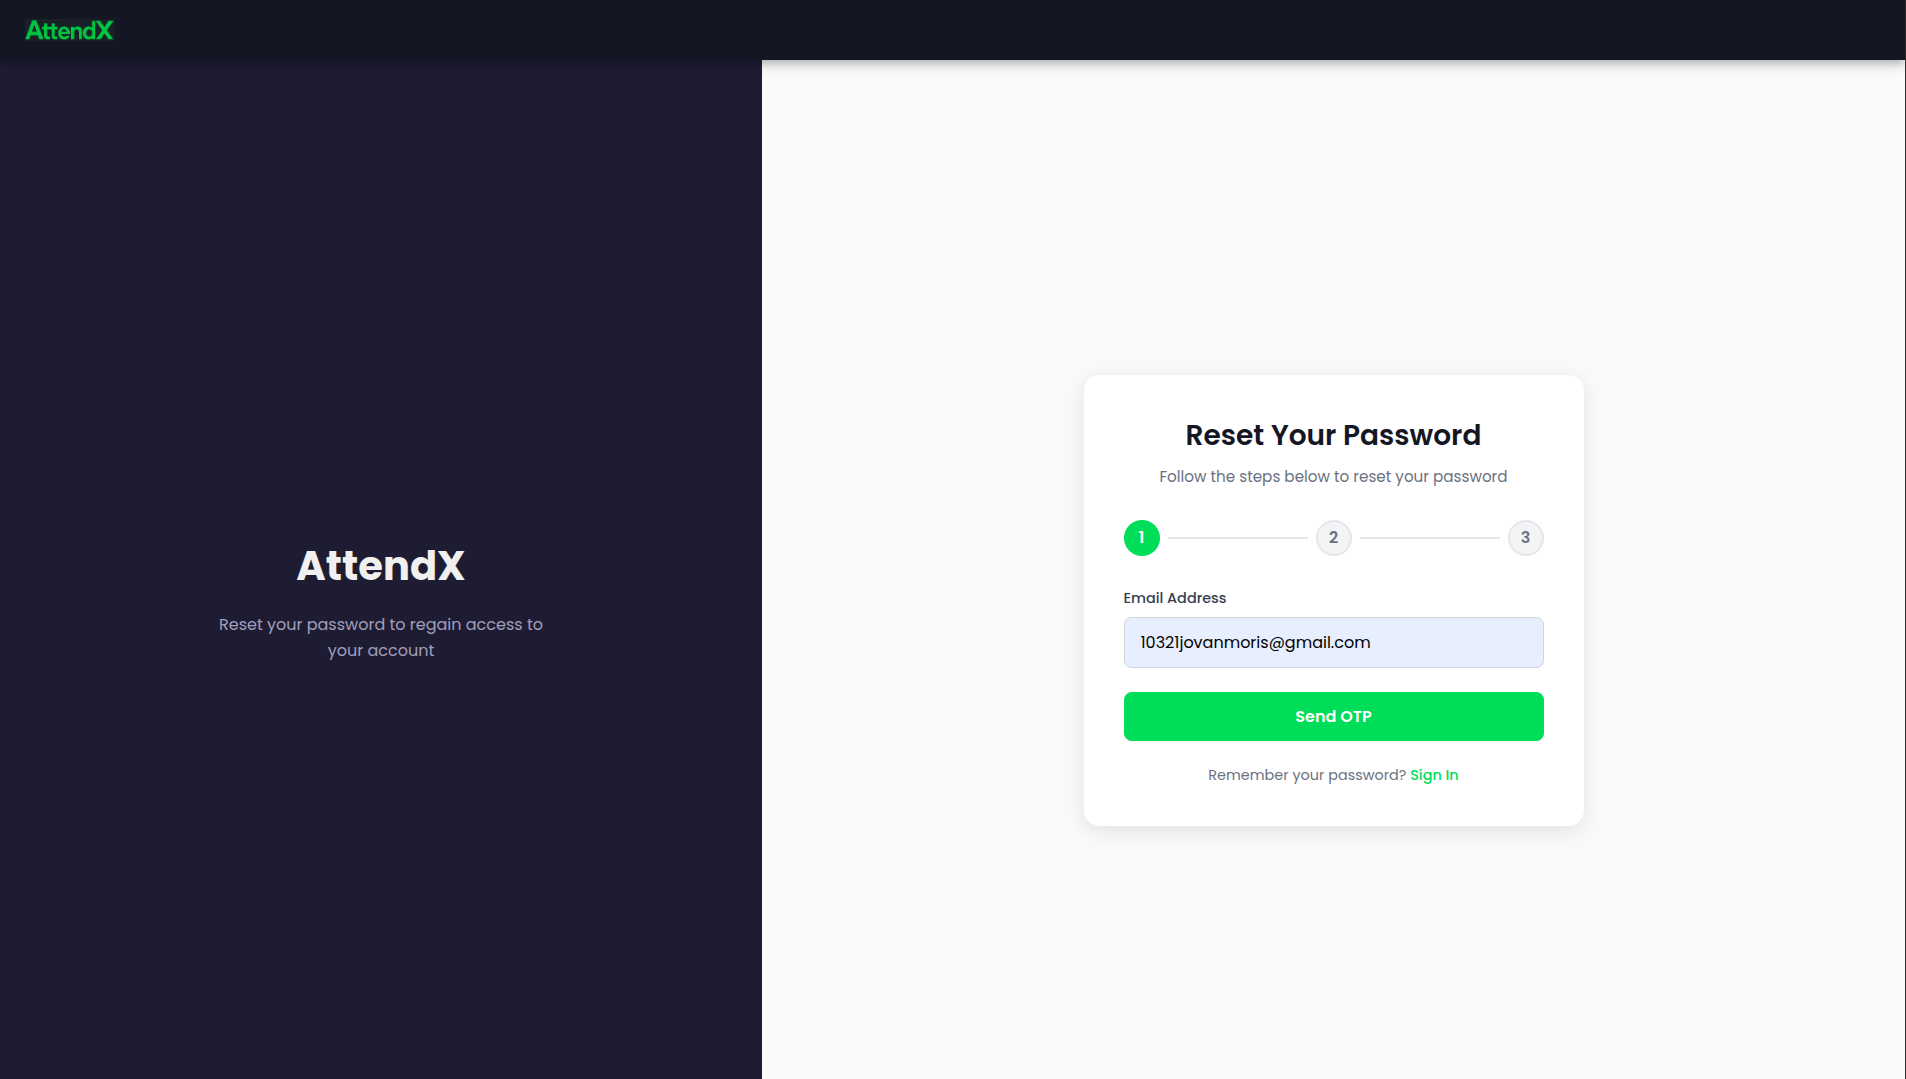 AttendX
AttendX
Reset your password to regain access to
your account
Reset Your Password
Follow the steps below to reset your password
1
2
3
Email Address
10321jovanmoris@gmail.com
Send OTP
Remember your password? Sign In